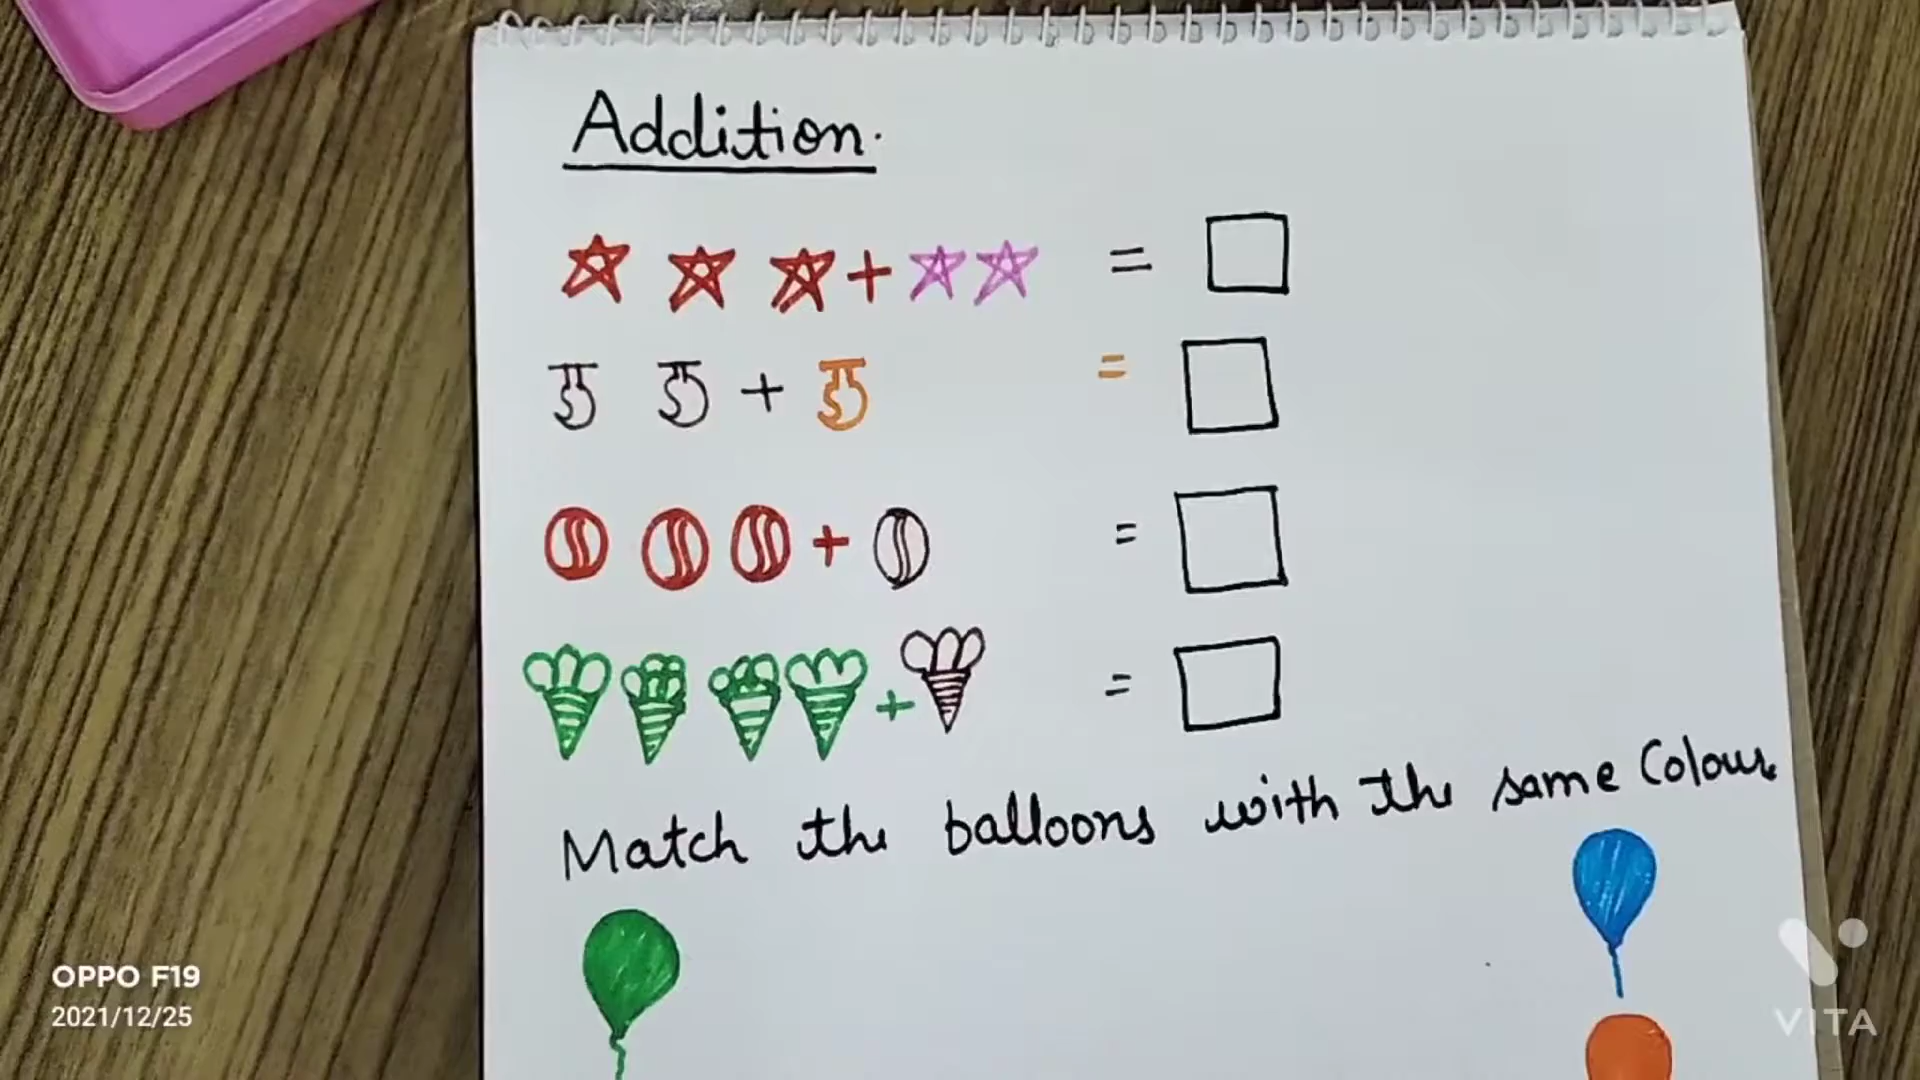 Addition.
+ =
+ =
+ =
+ =
Match the balloons with the same Colour
OPPO F19
2021/12/25
VITA